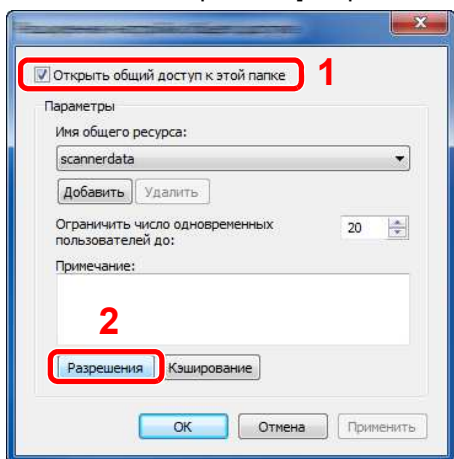 Открыть общий доступ к этой папке
1
Параметры
Имя общего ресурса:
scannerdata
Добавить Удалить
Ограничить число одновременных
пользователей до:
20
Примечание:
2
Разрешения Кэширование
ОК Отмена Применить